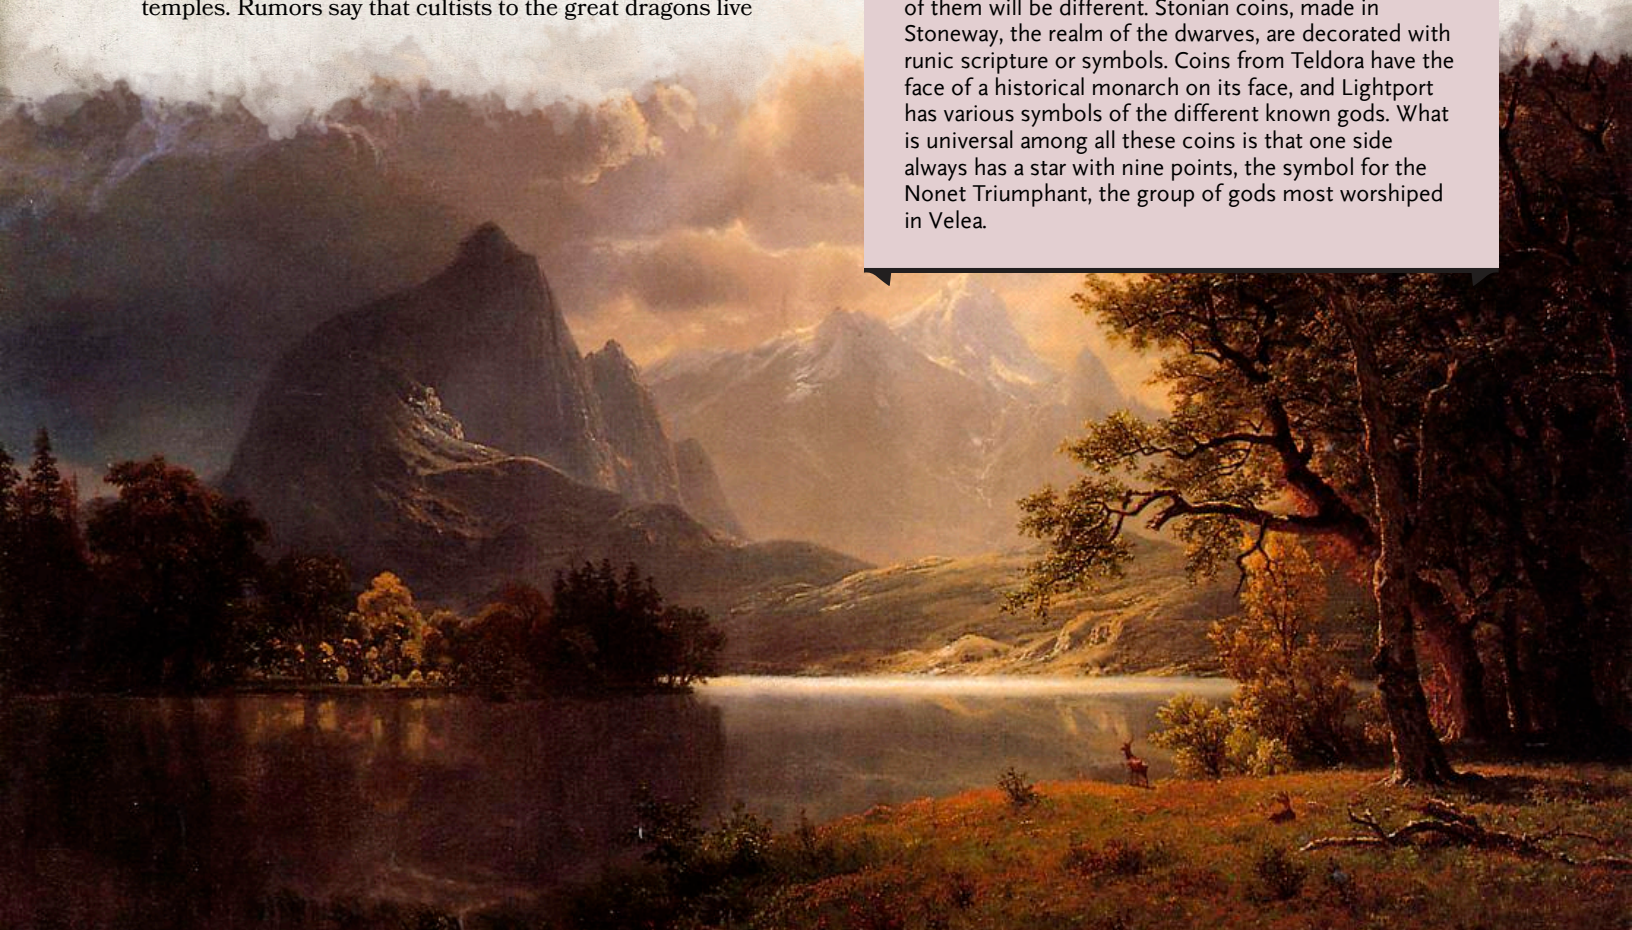 temples. Rumors say that cultists to the great dragons live
of them will be different. Stonian coins, made in
Stoneway, the realm of the dwarves, are decorated with
runic scripture or symbols. Coins from Teldora have the
face of a historical monarch on its face, and Lightport
has various symbols of the different known gods. What
is universal among all these coins is that one side
always has a star with nine points, the symbol for the
Nonet Triumphant, the group of gods most worshiped
in Velea.